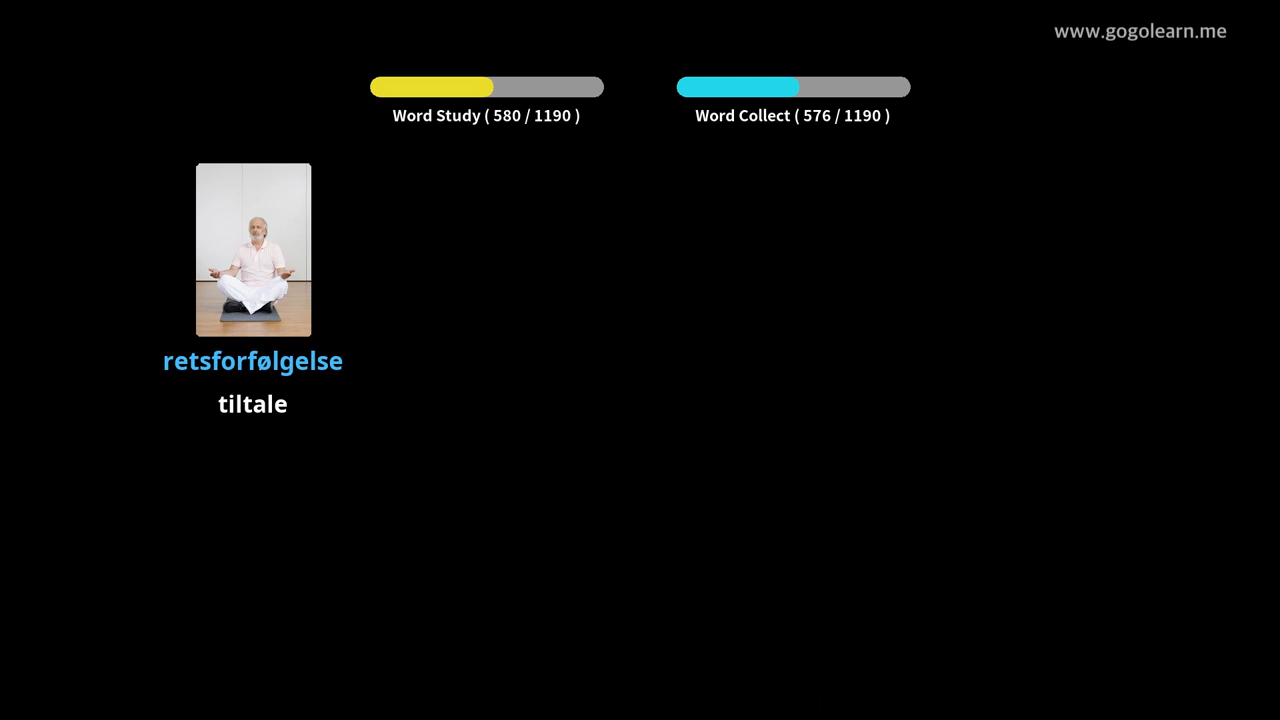 www.gogolearn.me
Word Study ( 580 / 1190 )
Word Collect ( 576 / 1190 )
retsforfølgelse
tiltale